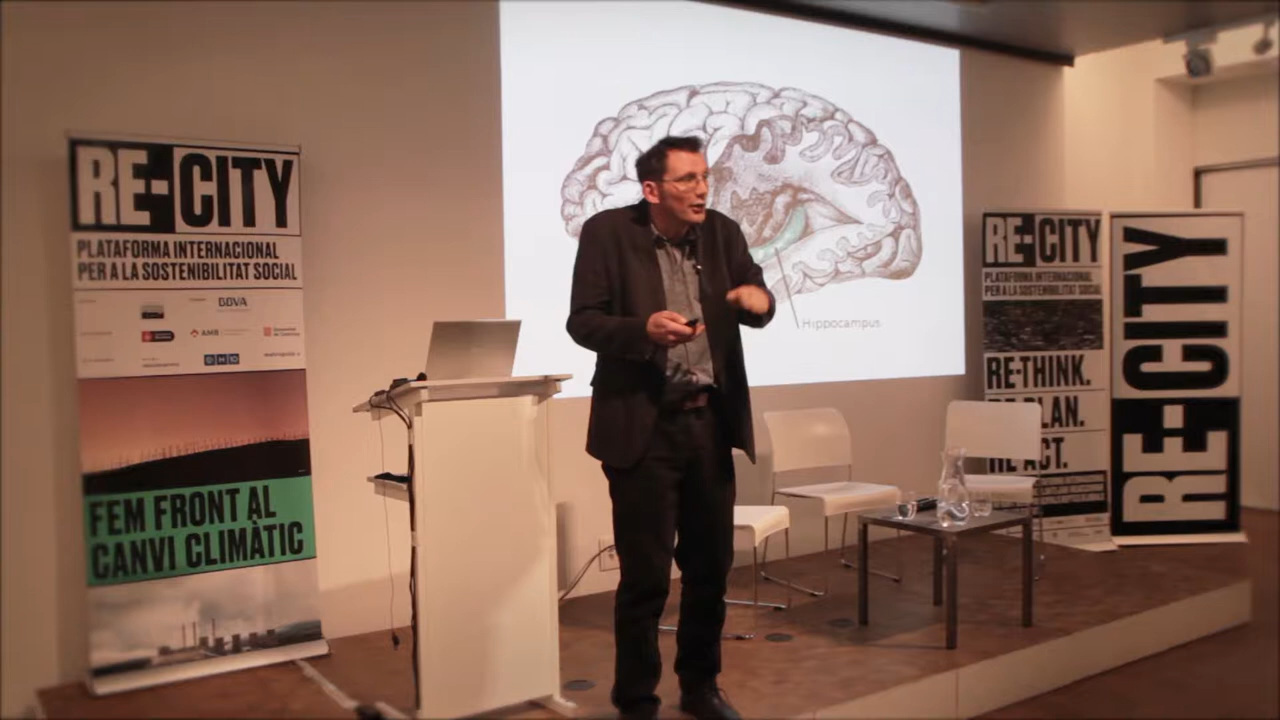 RE-CITY
PLATAFORMA INTERNACIONAL
PER A LA SOSTENIBILITAT SOCIAL
BBVA
AMB
FEM FRONT AL
CANVI CLIMÀTIC
Hippocampus
RE-CITY
PLATAFORMA INTERNACIONAL
PER A LA SOSTENIBILITAT SOCIAL
RE-THINK.
LAN.
ACT.
RE-CITY